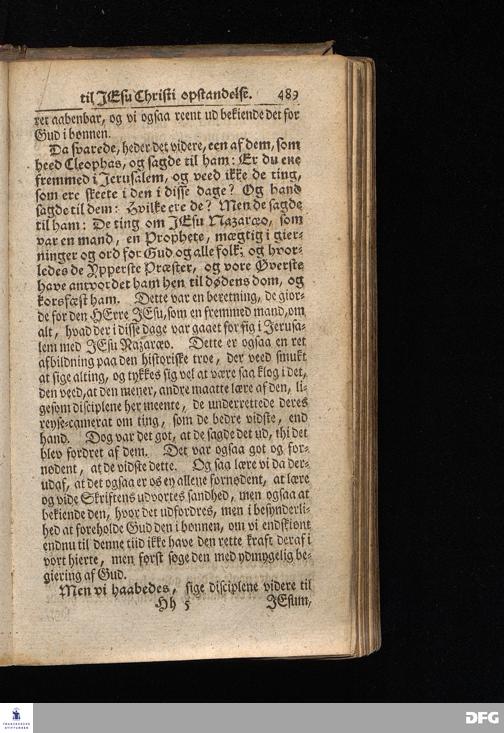 til JEsu Christi opstandelse. 489
ret aabenbar, og vi ogsaa reent ud bekiende det for
Gud i bønnen.
Da svarede, heder det videre, een af dem, som
heed Cleophas, og sagde til ham: Er du ene
fremmed i Jerusalem, og veed ikke de ting,
som ere skeete i den i disse dage? Og hand
sagde til dem: Hvilke ere de? Men de sagde
til ham: De ting om JEsu Nazaræo, som
var en mand, en Prophete, mægtig i gier-
ninger og ord for Gud og alle folk; og hvor-
ledes de Ypperste Præster, og vore Øverste
have antvordet ham hen til dødens dom, og
korsfæst ham. Dette var en beretning, de gior-
de for den HErre JEsu, som en fremmed mand, om
alt, hvad der i disse dage var gaaet for sig i Jerusa-
lem med JEsu Nazaræo. Dette er ogsaa en ret
afbildning paa den historiske troe, der veed smukt
at sige alting, og tykkes sig vel at være saa klog i det,
den veed, at den mener, andre maatte lære af den, li-
gesom disciplene her meente, de underrettede deres
reyse-camerat om ting, som de bedre vidste, end
hand. Dog var det got, at de sagde det ud, thi det
blev fordret af dem. Det var ogsaa got og for-
nødent, at de vidste dette. Og saa lære vi da der-
udaf, at det ogsaa er os ey allene fornødent, at lære
og vide Skriftens udvortes sandhed, men ogsaa at
bekiende den, hvor det udfordres, men i besynderli-
hed at foreholde Gud den i bønnen, om vi endskiønt
endnu til denne tiid ikke have den rette kraft deraf i
vort hierte, men først søge den med ydmygelig be-
giering af Gud.
Men vi haabedes, sige disciplene videre til
Hh 5 JEsum,
FRANCKESCHE
STIFTUNGEN
DFG